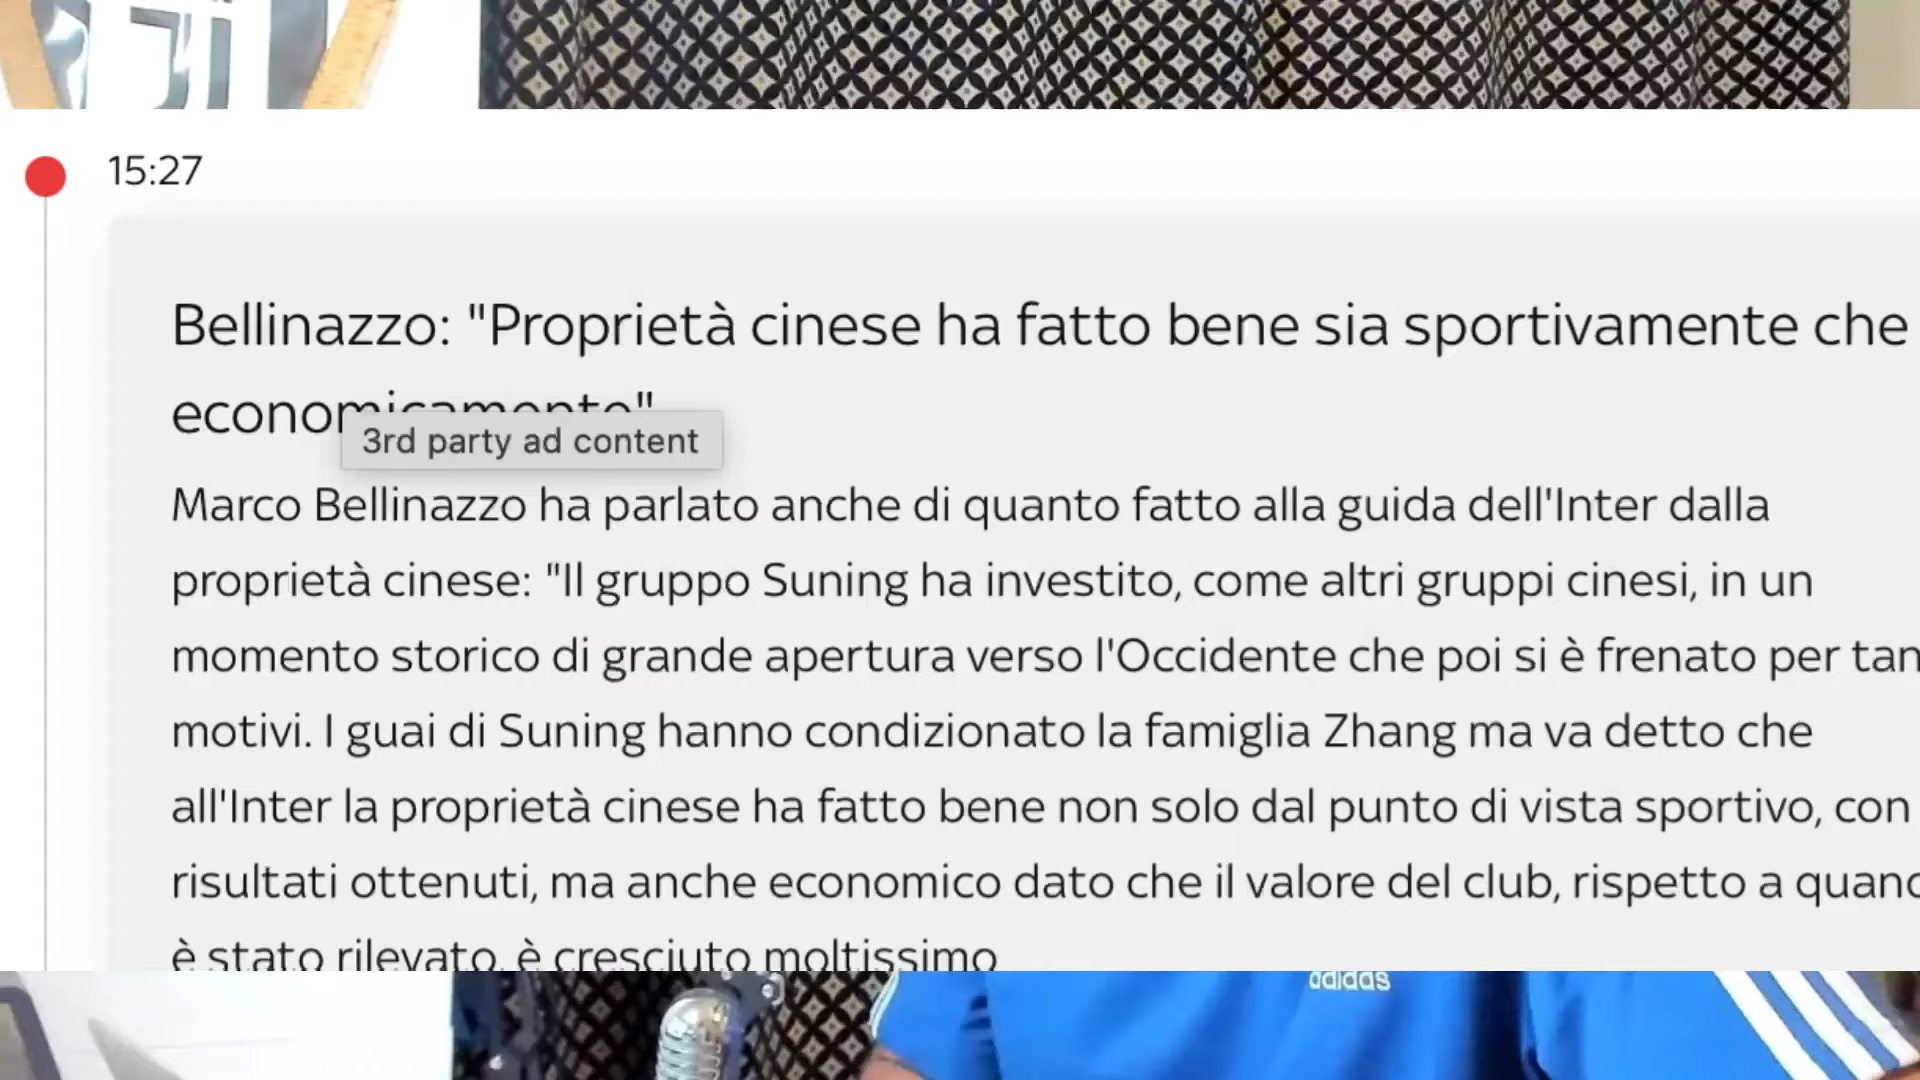 15:27
Bellinazzo: "Proprietà cinese ha fatto bene sia sportivamente che
economicamente"
3rd party ad content
Marco Bellinazzo ha parlato anche di quanto fatto alla guida dell'Inter dalla
proprietà cinese: "Il gruppo Suning ha investito, come altri gruppi cinesi, in un
momento storico di grande apertura verso l'Occidente che poi si è frenato per tan
motivi. I guai di Suning hanno condizionato la famiglia Zhang ma va detto che
all'Inter la proprietà cinese ha fatto bene non solo dal punto di vista sportivo, con
risultati ottenuti, ma anche economico dato che il valore del club, rispetto a quand
è stato rilevato, è cresciuto moltissimo
adidas